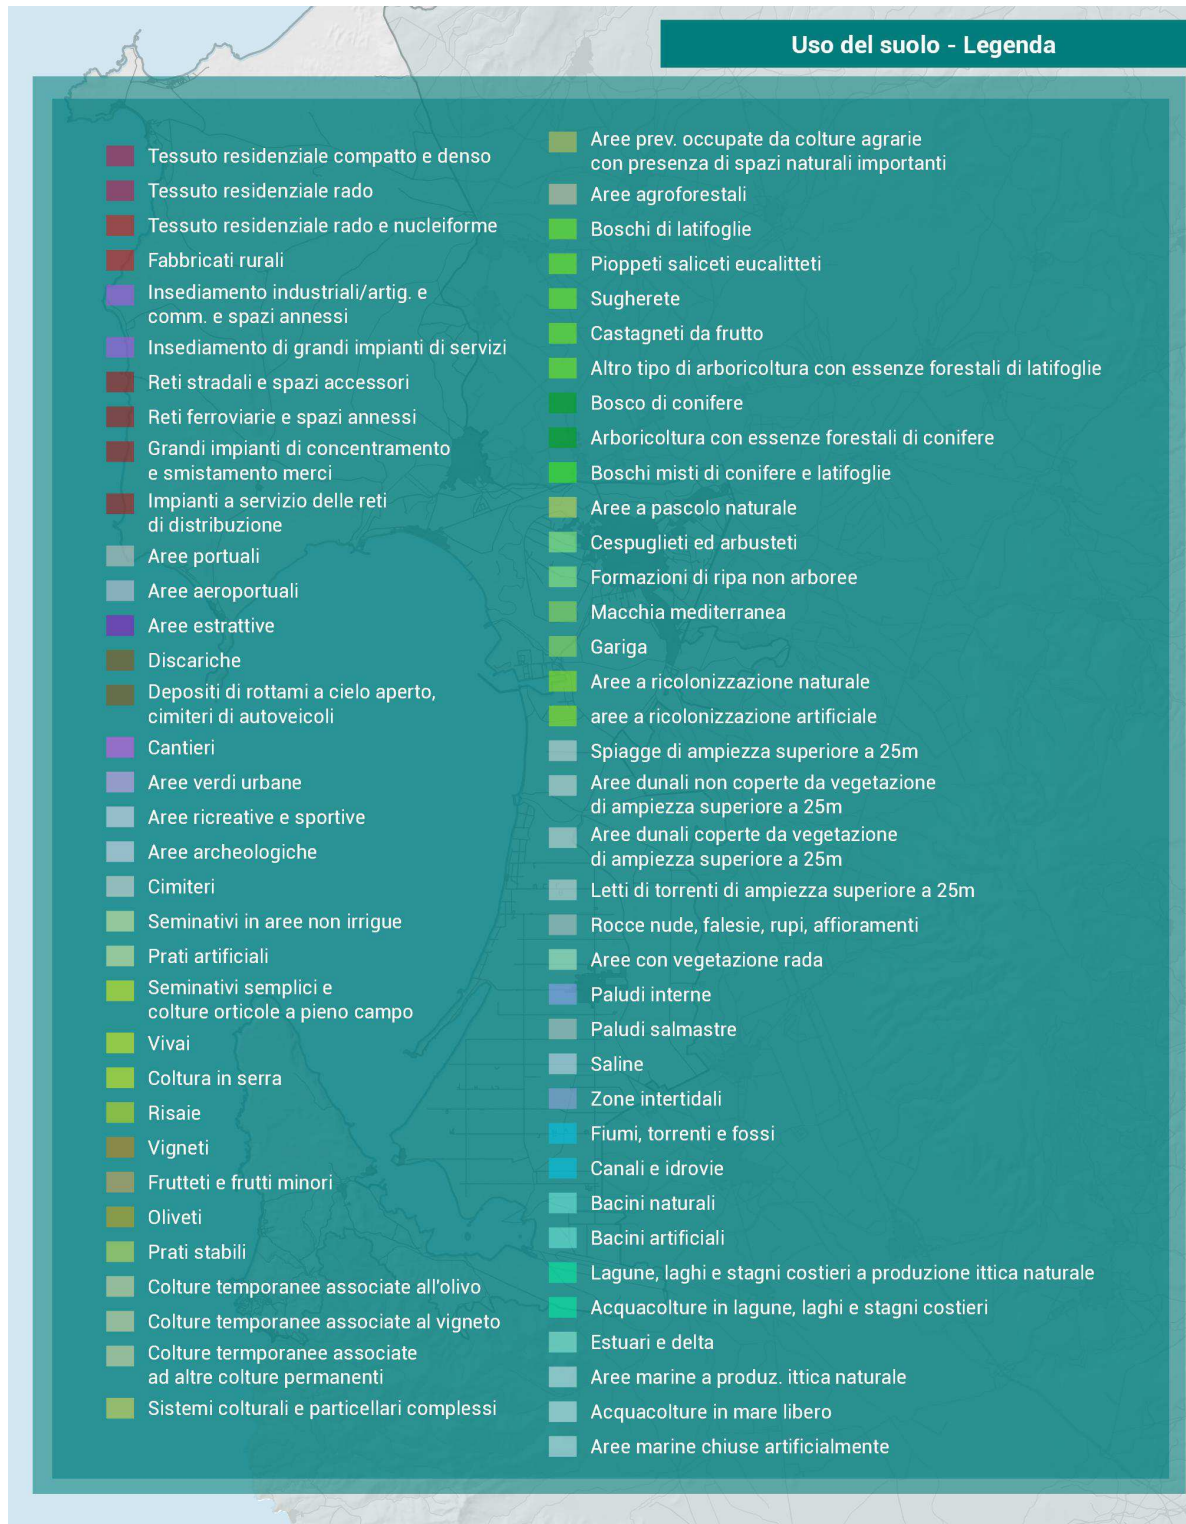 Uso del suolo - Legenda
Tessuto residenziale compatto e denso
Tessuto residenziale rado
Tessuto residenziale rado e nucleiforme
Fabbricati rurali
Insediamento industriali/artig. e
comm. e spazi annessi
Insediamento di grandi impianti di servizi
Reti stradali e spazi accessori
Reti ferroviarie e spazi annessi
Grandi impianti di concentramento
e smistamento merci
Impianti a servizio delle reti
di distribuzione
Aree portuali
Aree aeroportuali
Aree estrattive
Discariche
Depositi di rottami a cielo aperto,
cimiteri di autoveicoli
Cantieri
Aree verdi urbane
Aree ricreative e sportive
Aree archeologiche
Cimiteri
Seminativi in aree non irrigue
Prati artificiali
Seminativi semplici e
colture orticole a pieno campo
Vivai
Coltura in serra
Risaie
Vigneti
Frutteti e frutti minori
Oliveti
Prati stabili
Colture temporanee associate all'olivo
Colture temporanee associate al vigneto
Colture termporanee associate
ad altre colture permanenti
Sistemi colturali e particellari complessi
Aree prev. occupate da colture agrarie
con presenza di spazi naturali importanti
Aree agroforestali
Boschi di latifoglie
Pioppeti saliceti eucalitteti
Sugherete
Castagneti da frutto
Altro tipo di arboricoltura con essenze forestali di latifoglie
Bosco di conifere
Arboricoltura con essenze forestali di conifere
Boschi misti di conifere e latifoglie
Aree a pascolo naturale
Cespuglieti ed arbusteti
Formazioni di ripa non arboree
Macchia mediterranea
Gariga
Aree a ricolonizzazione naturale
aree a ricolonizzazione artificiale
Spiagge di ampiezza superiore a 25m
Aree dunali non coperte da vegetazione
di ampiezza superiore a 25m
Aree dunali coperte da vegetazione
di ampiezza superiore a 25m
Letti di torrenti di ampiezza superiore a 25m
Rocce nude, falesie, rupi, affioramenti
Aree con vegetazione rada
Paludi interne
Paludi salmastre
Saline
Zone intertidali
Fiumi, torrenti e fossi
Canali e idrovie
Bacini naturali
Bacini artificiali
Lagune, laghi e stagni costieri a produzione ittica naturale
Acquacolture in lagune, laghi e stagni costieri
Estuari e delta
Aree marine a produz. ittica naturale
Acquacolture in mare libero
Aree marine chiuse artificialmente